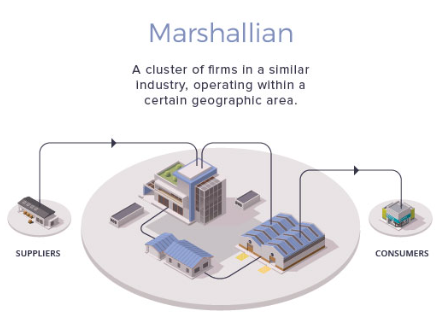 Marshallian
A cluster of firms in a similar
industry, operating within a
certain geographic area.
SUPPLIERS
CONSUMERS